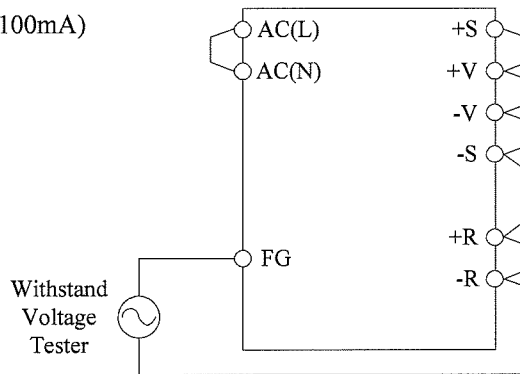 100mA)
AC(L)
AC(N)
FG
+S
+V
-V
-S
+R
-R
Withstand
Voltage
Tester